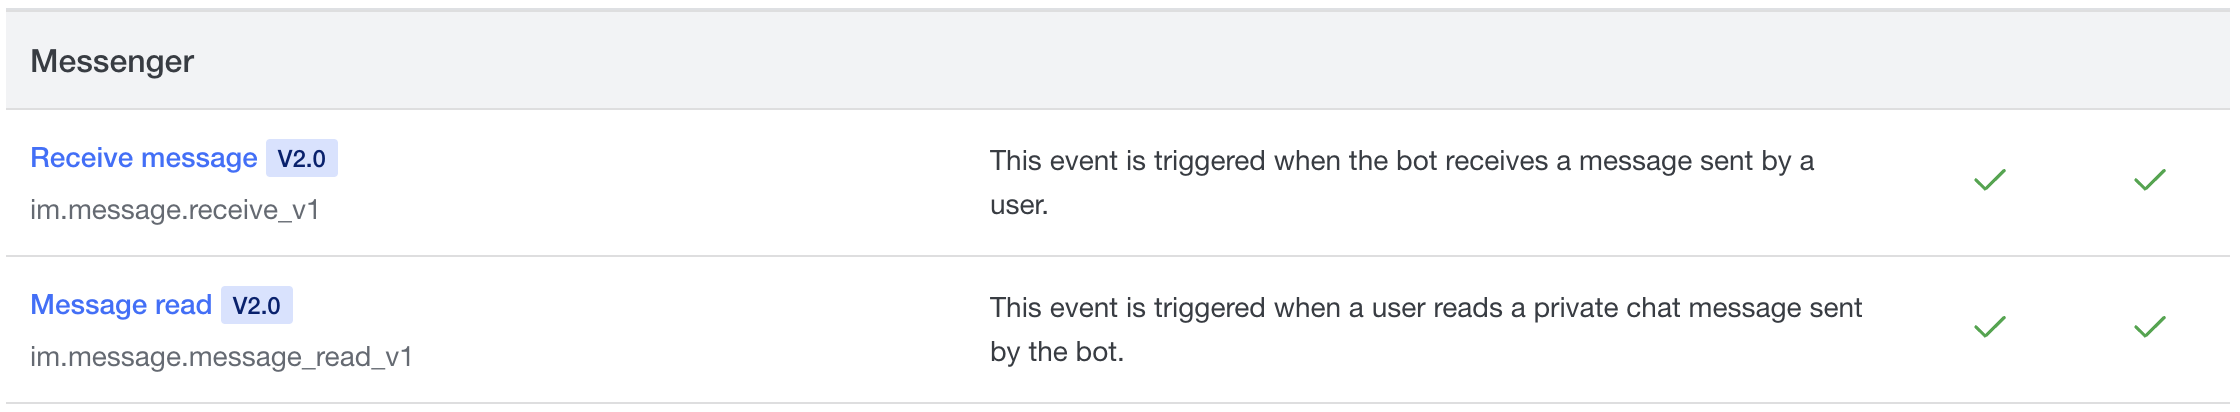 Messenger
Receive message V2.0
im.message.receive_v1
This event is triggered when the bot receives a message sent by a
user.
Message read V2.0
im.message.message_read_v1
This event is triggered when a user reads a private chat message sent
by the bot.